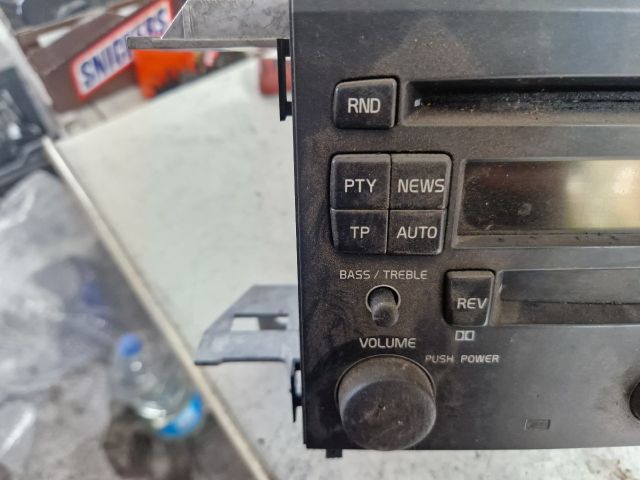 SNICKERS
RND
PTY NEWS
TP AUTO
BASS / TREBLE
REV
VOLUME
PUSH POWER